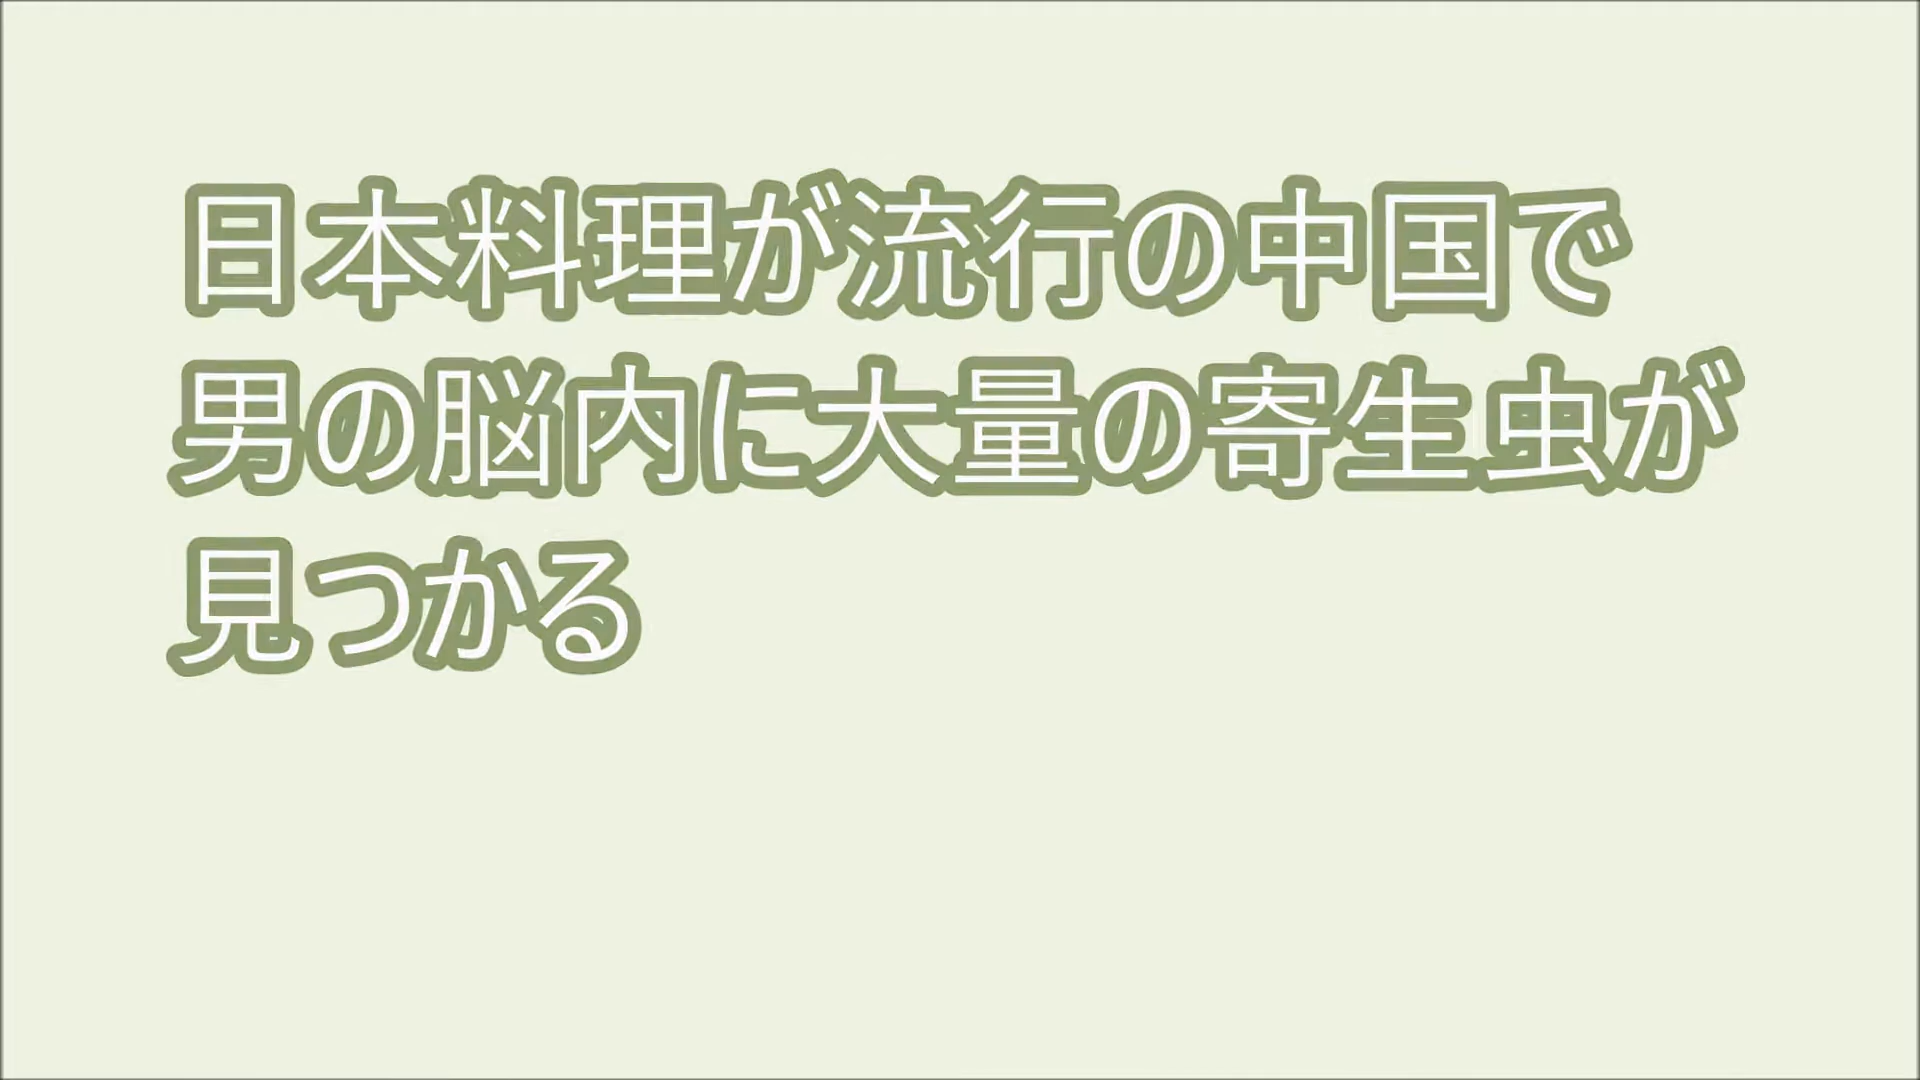 日本料理が流行の中国で
男の脳内に大量の寄生虫が
見つかる